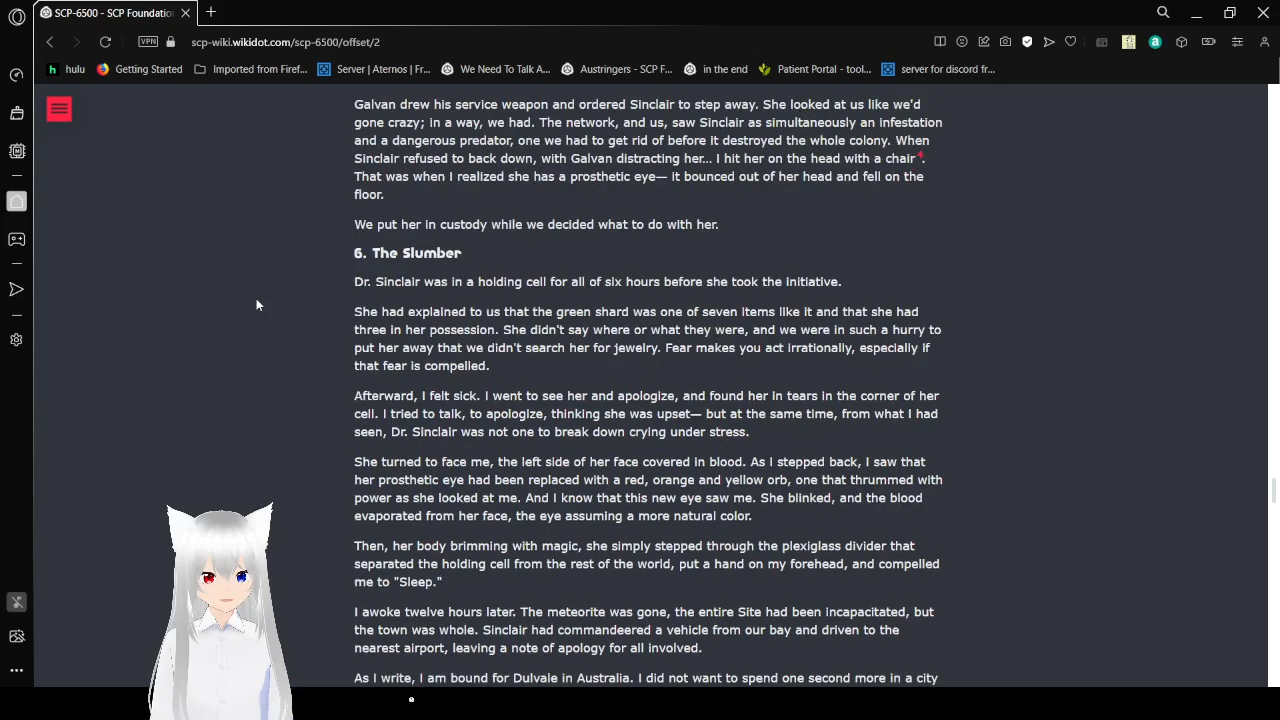 SCP-6500 - SCP Foundatio
scp-wiki.wikidot.com/scp-6500/offset/2
VPN
hulu
Getting Started
Imported from Firef...
Server | Aternos | Fr...
We Need To Talk A...
Austringers - SCP F...
in the end
Patient Portal - tool...
server for discord fr...
Galvan drew his service weapon and ordered Sinclair to step away. She looked at us like we'd
gone crazy; in a way, we had. The network, and us, saw Sinclair as simultaneously an infestation
and a dangerous predator, one we had to get rid of before it destroyed the whole colony. When
Sinclair refused to back down, with Galvan distracting her... I hit her on the head with a chair4.
That was when I realized she has a prosthetic eye— it bounced out of her head and fell on the
floor.
We put her in custody while we decided what to do with her.
6. The Slumber
Dr. Sinclair was in a holding cell for all of six hours before she took the initiative.
She had explained to us that the green shard was one of seven items like it and that she had
three in her possession. She didn't say where or what they were, and we were in such a hurry to
put her away that we didn't search her for jewelry. Fear makes you act irrationally, especially if
that fear is compelled.
Afterward, I felt sick. I went to see her and apologize, and found her in tears in the corner of her
cell. I tried to talk, to apologize, thinking she was upset— but at the same time, from what I had
seen, Dr. Sinclair was not one to break down crying under stress.
She turned to face me, the left side of her face covered in blood. As I stepped back, I saw that
her prosthetic eye had been replaced with a red, orange and yellow orb, one that thrummed with
power as she looked at me. And I know that this new eye saw me. She blinked, and the blood
evaporated from her face, the eye assuming a more natural color.
Then, her body brimming with magic, she simply stepped through the plexiglass divider that
separated the holding cell from the rest of the world, put a hand on my forehead, and compelled
me to "Sleep."
I awoke twelve hours later. The meteorite was gone, the entire Site had been incapacitated, but
the town was whole. Sinclair had commandeered a vehicle from our bay and driven to the
nearest airport, leaving a note of apology for all involved.
As I write, I am bound for Dulvale in Australia. I did not want to spend one second more in a city